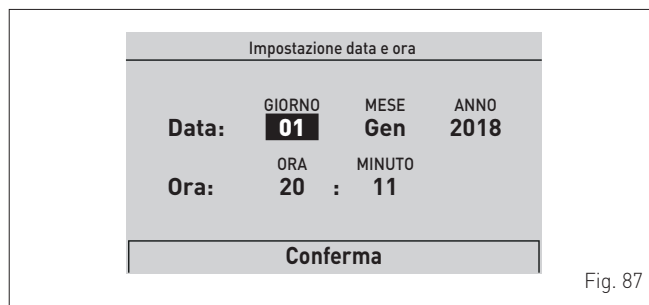 Impostazione data e ora
GIORNO MESE ANNO
Data: 01 Gen 2018
ORA MINUTO
Ora: 20 : 11
Conferma
Fig. 87